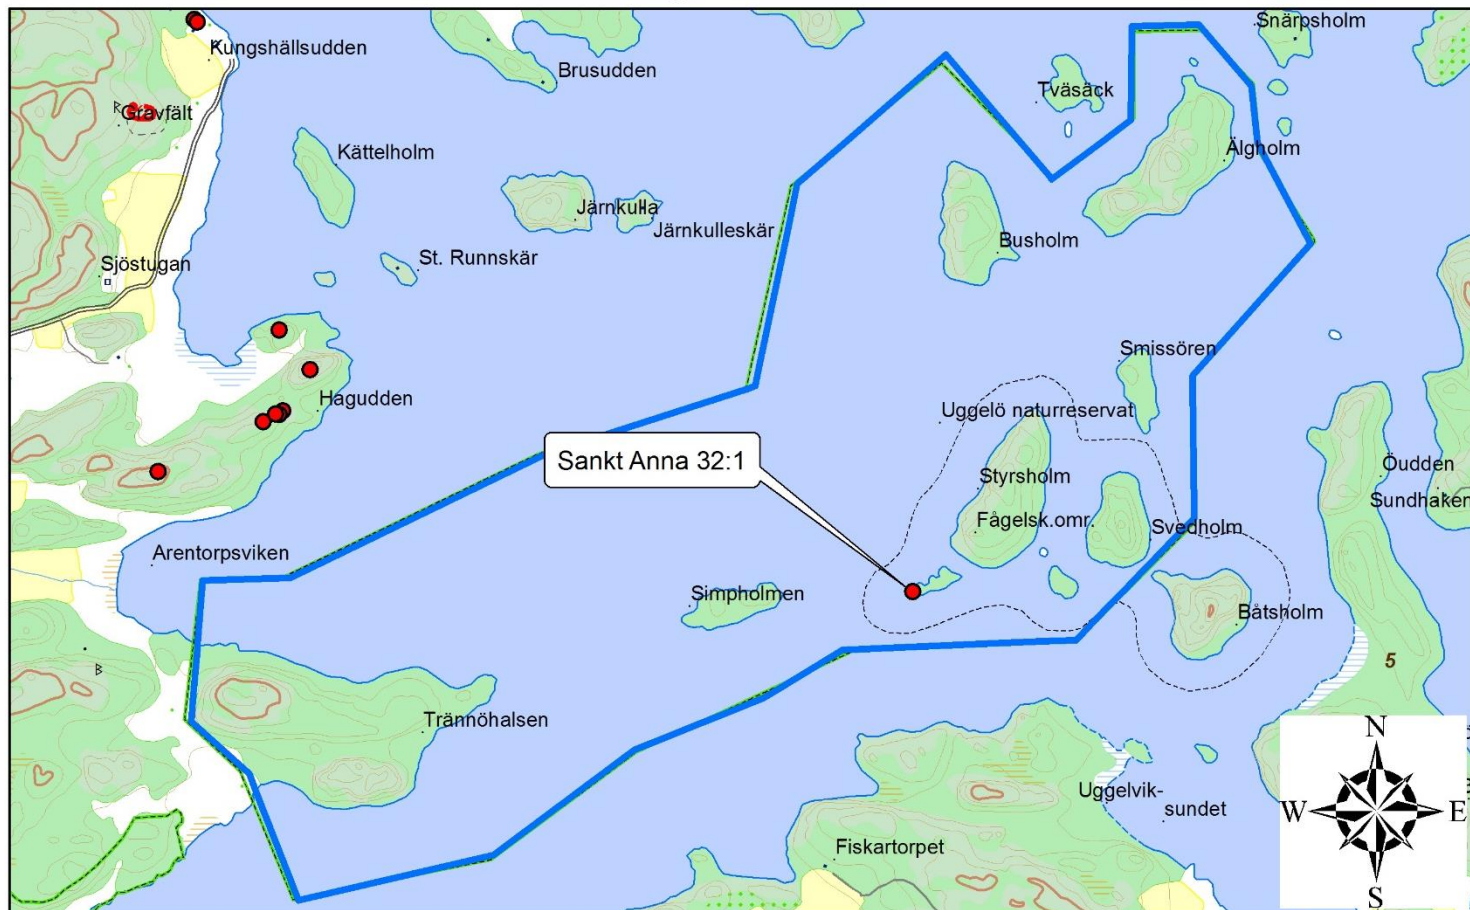 Snärpsholm
Kungshällsudden
Brusudden
Tväsäck
R
Gravfält
Kättelholm
Älgholm
Järnkulla
Järnkulleskär
Busholm
St. Runnskär
Sjöstugan
Smissören
Hagudden
Uggelö naturreservat
Sankt Anna 32:1
Styrsholm
Öudden
Sundhaken
Fågelsk.omr.
Svedholm
Arentorpsviken
Simpholmen
Båtsholm
5
Trännöhalsen
N
Uggelvik-
sundet
W
E
Fiskartorpet
S